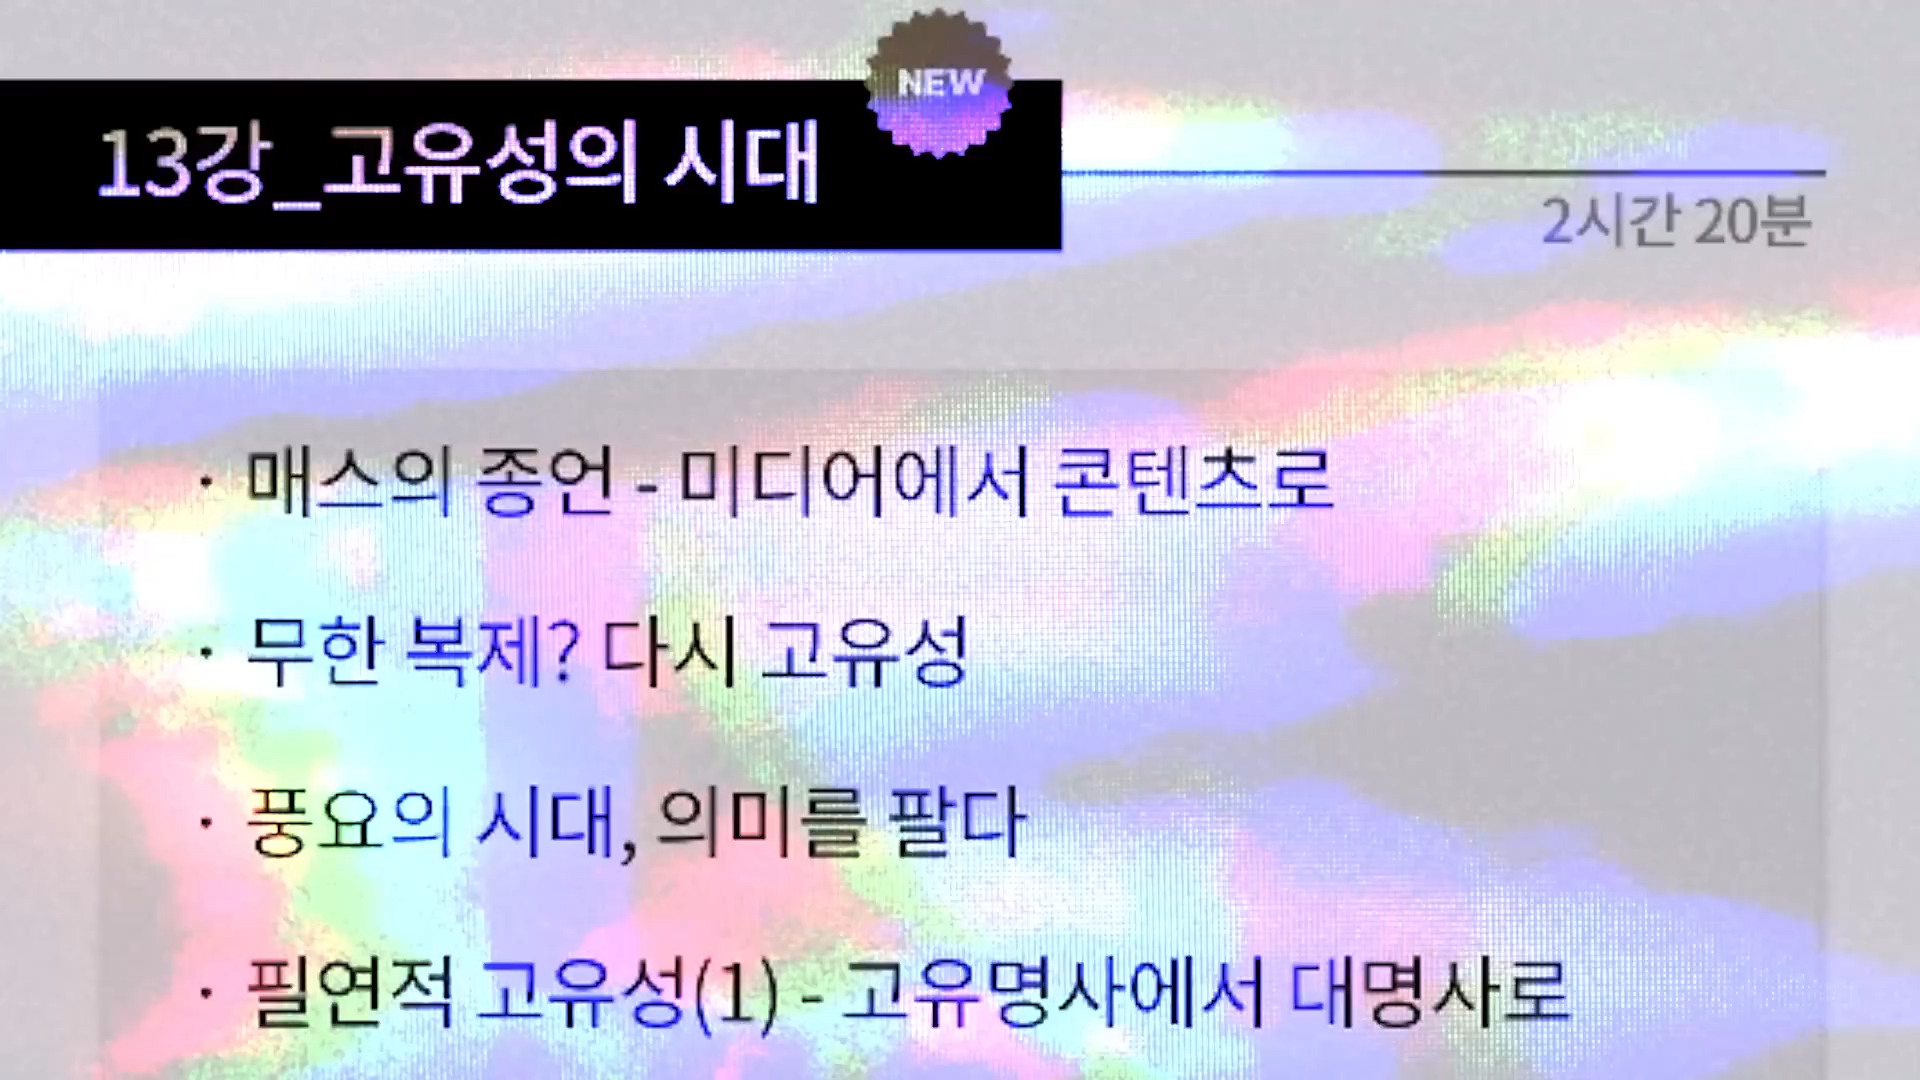 NEW
13강_고유성의 시대
2시간 20분
· 매스의 종언 - 미디어에서 콘텐츠로
· 무한 복제? 다시 고유성
· 풍요의 시대, 의미를 팔다
· 필연적 고유성(1) - 고유명사에서 대명사로